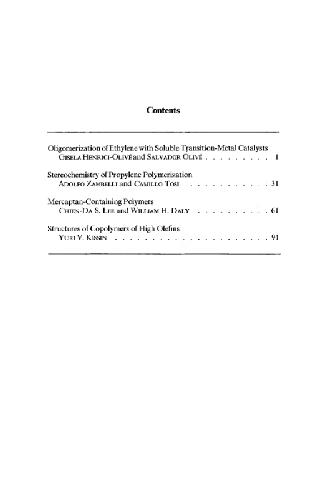 Contents
Oligomerization of Ethylene with Soluble Transition-Metal Catalysts
GISELA HENRICI-OLIVÉ and SALVADOR OLIVÉ . . . . . . . . . 1
Stereochemistry of Propylene Polymerization
ADOLFO ZAMBELLI and CAMILLO TOSI . . . . . . . . . . . 31
Mercaptan-Containing Polymers
CHIEN-DA S. LEE and WILLIAM H. DALY . . . . . . . . . . 61
Structures of Copolymers of High Olefins
YURI V. KISSIN . . . . . . . . . . . . . . . . . . . . . 91